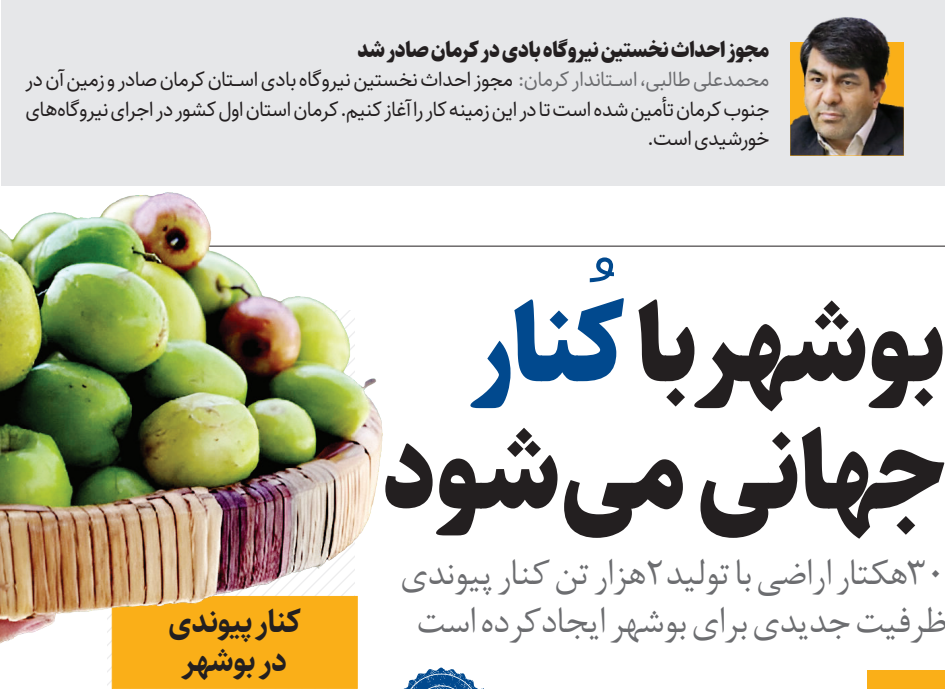 مجوز احداث نخستین نیروگاه بادی در کرمان صادر شد
محمدعلی طالبی، استاندار کرمان: مجوز احداث نخستین نیروگاه بادی استان کرمان صادر و زمین آن در
جنوب کرمان تأمین شده است تا در این زمینه کار را آغاز کنیم. کرمان استان اول کشور در اجرای نیروگاه‌های
خورشیدی است.
بوشهر با کُنار
جهانی می‌شود
۳۰هکتار اراضی با تولید۲هزار تن کنار پیوندی
ظرفیت جدیدی برای بوشهر ایجاد کرده است
کنار پیوندی
در بوشهر